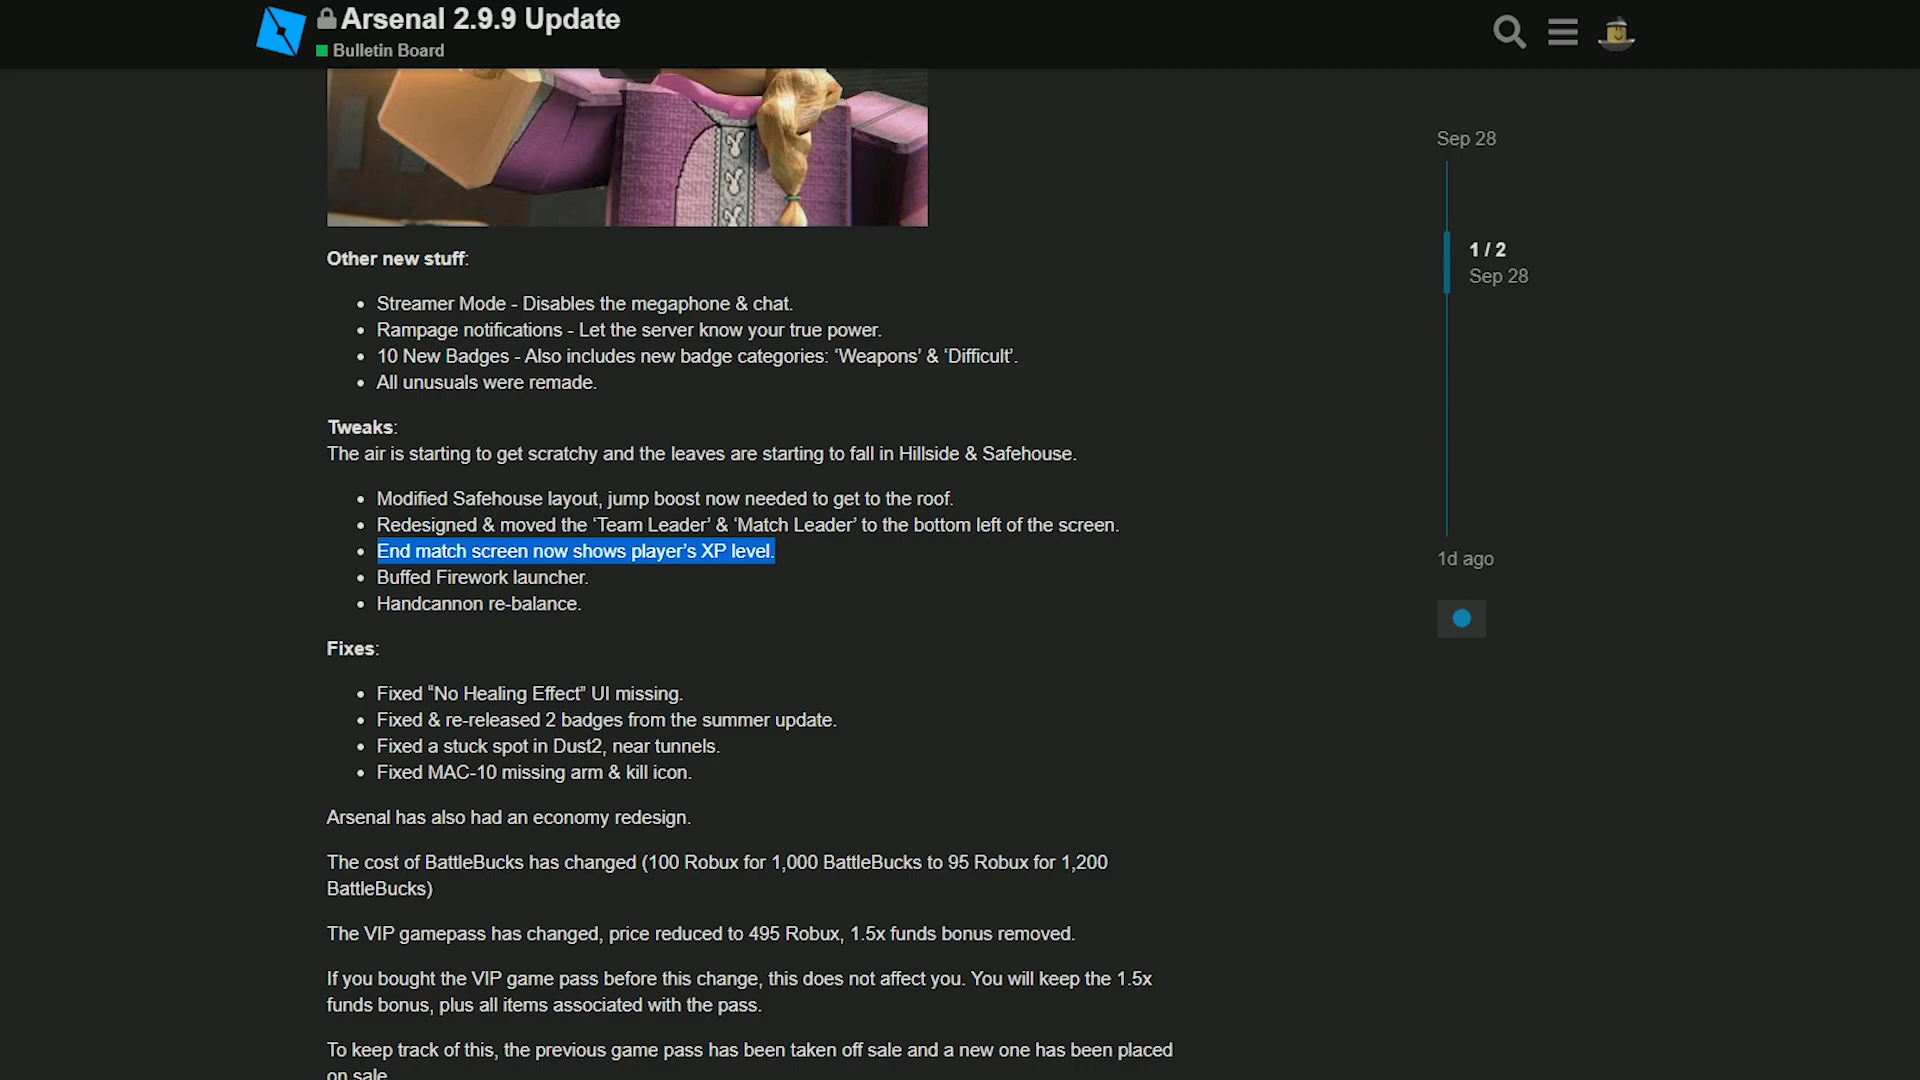 Arsenal 2.9.9 Update
Bulletin Board
Sep 28
1 / 2
Sep 28
1d ago
Other new stuff:
Streamer Mode - Disables the megaphone & chat.
Rampage notifications - Let the server know your true power.
10 New Badges - Also includes new badge categories: ‘Weapons’ & ‘Difficult’.
All unusuals were remade.
Tweaks:
The air is starting to get scratchy and the leaves are starting to fall in Hillside & Safehouse.
Modified Safehouse layout, jump boost now needed to get to the roof.
Redesigned & moved the ‘Team Leader’ & ‘Match Leader’ to the bottom left of the screen.
End match screen now shows player’s XP level.
Buffed Firework launcher.
Handcannon re-balance.
Fixes:
Fixed “No Healing Effect” UI missing.
Fixed & re-released 2 badges from the summer update.
Fixed a stuck spot in Dust2, near tunnels.
Fixed MAC-10 missing arm & kill icon.
Arsenal has also had an economy redesign.
The cost of BattleBucks has changed (100 Robux for 1,000 BattleBucks to 95 Robux for 1,200
BattleBucks)
The VIP gamepass has changed, price reduced to 495 Robux, 1.5x funds bonus removed.
If you bought the VIP game pass before this change, this does not affect you. You will keep the 1.5x
funds bonus, plus all items associated with the pass.
To keep track of this, the previous game pass has been taken off sale and a new one has been placed
on sale